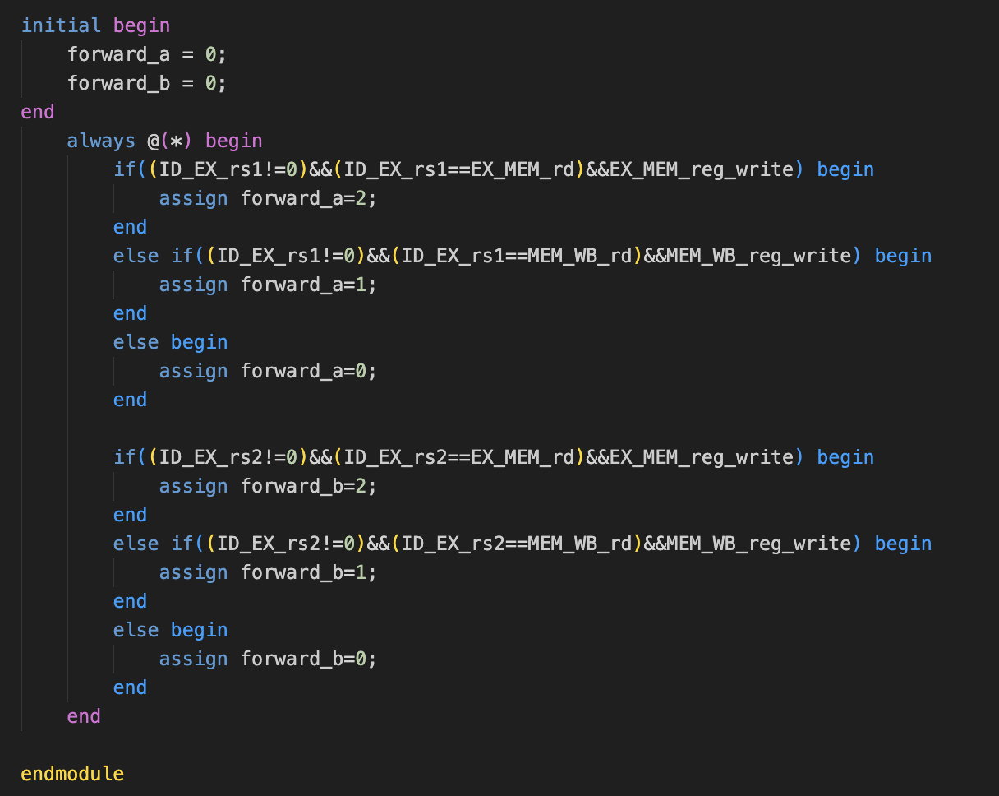 initial begin
    forward_a = 0;
    forward_b = 0;
end
    always @(*) begin
        if((ID_EX_rs1!=0)&&(ID_EX_rs1==EX_MEM_rd)&&EX_MEM_reg_write) begin
            assign forward_a=2;
        end
        else if((ID_EX_rs1!=0)&&(ID_EX_rs1==MEM_WB_rd)&&MEM_WB_reg_write) begin
            assign forward_a=1;
        end
        else begin
            assign forward_a=0;
        end

        if((ID_EX_rs2!=0)&&(ID_EX_rs2==EX_MEM_rd)&&EX_MEM_reg_write) begin
            assign forward_b=2;
        end
        else if((ID_EX_rs2!=0)&&(ID_EX_rs2==MEM_WB_rd)&&MEM_WB_reg_write) begin
            assign forward_b=1;
        end
        else begin
            assign forward_b=0;
        end
    end

endmodule